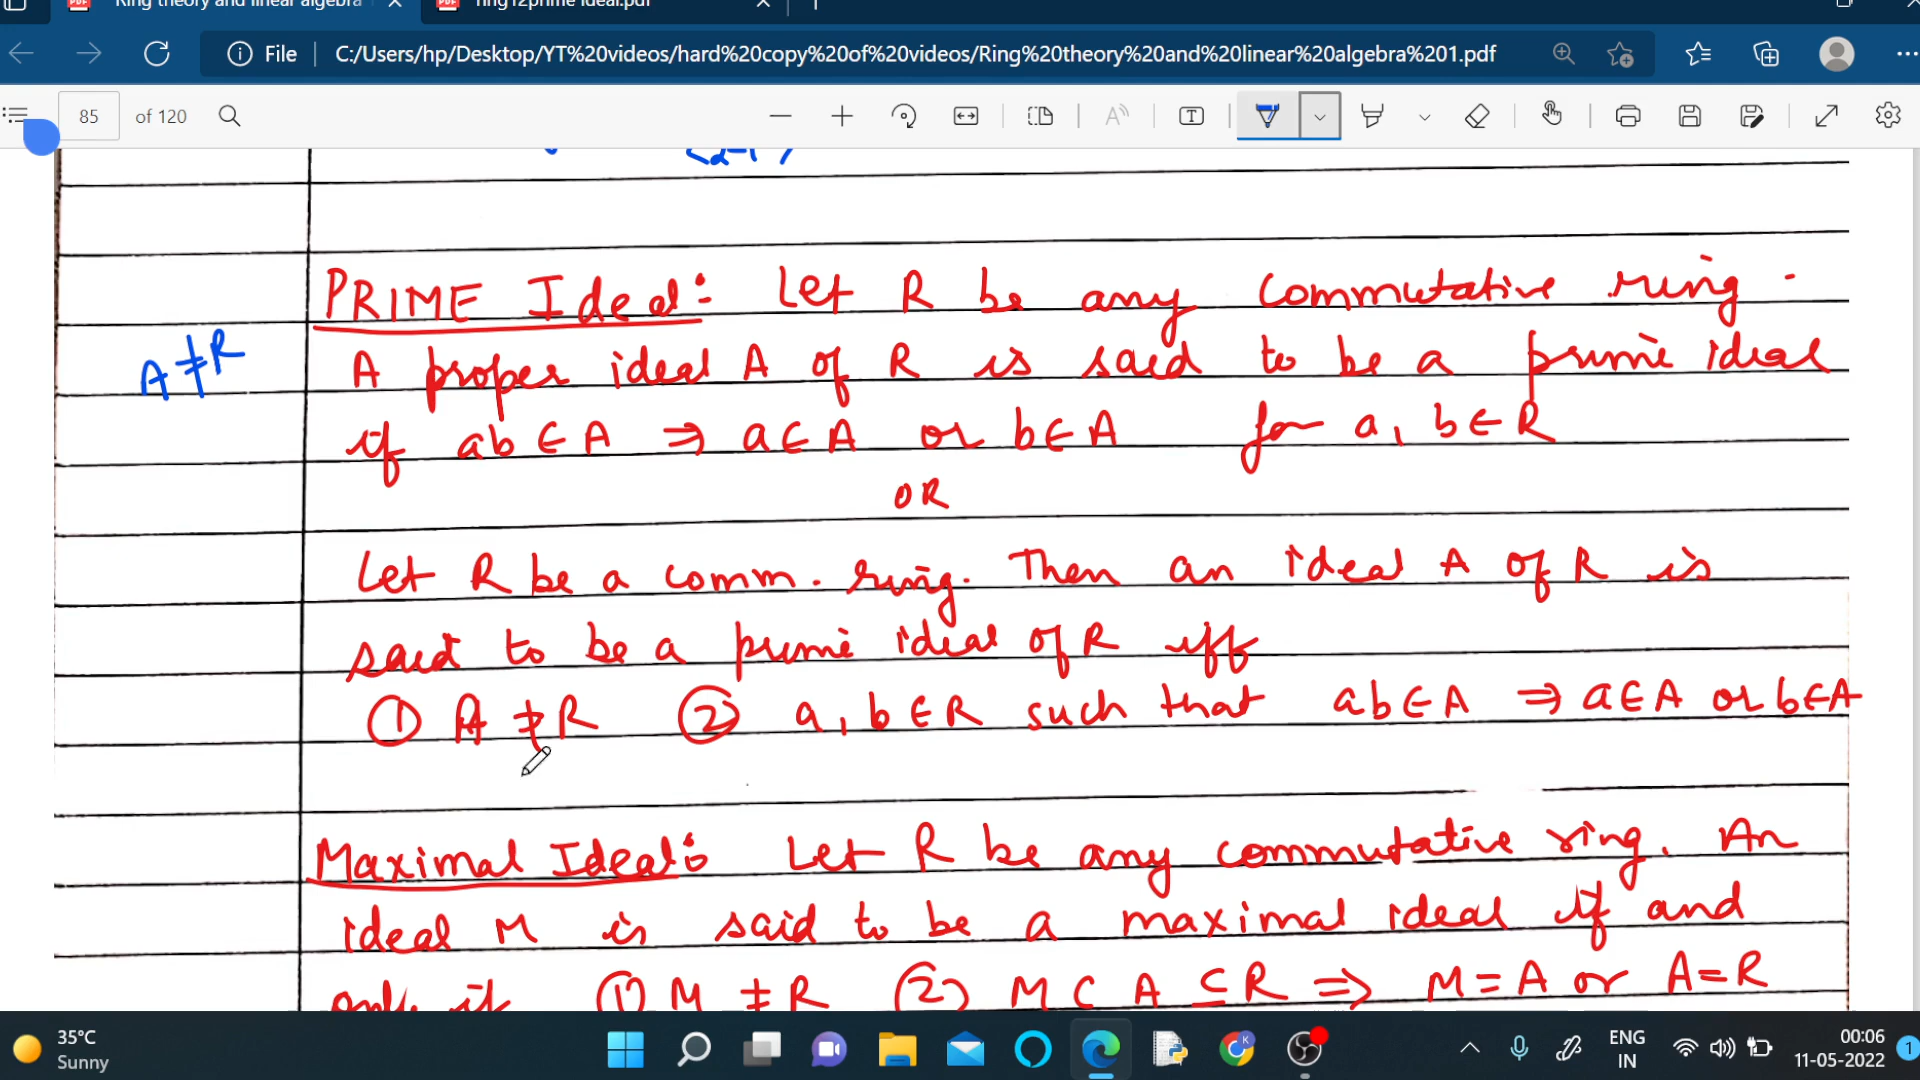 Ring theory and linear algebra
ring12prime ideal.pdf
File
C:/Users/hp/Desktop/YT%20videos/hard%20copy%20of%20videos/Ring%20theory%20and%20linear%20algebra%201.pdf
85 of 120
PRIME Ideal: Let R be any commutative ring.
A ≠ R
A proper ideal A of R is said to be a prime ideal
if ab ∈ A ⇒ a ∈ A or b ∈ A for a, b ∈ R
OR
Let R be a comm. ring. Then an ideal A of R is
said to be a prime ideal of R iff
① A ≠ R ② a, b ∈ R such that ab ∈ A ⇒ a ∈ A or b ∈ A
Maximal Ideal: Let R be any commutative ring. An
ideal M is said to be a maximal ideal if and
only if (1) M ≠ R (2) M ⊂ A ⊆ R ⇒ M = A or A = R
35°C
Sunny
ENG
IN
00:06
11-05-2022
1